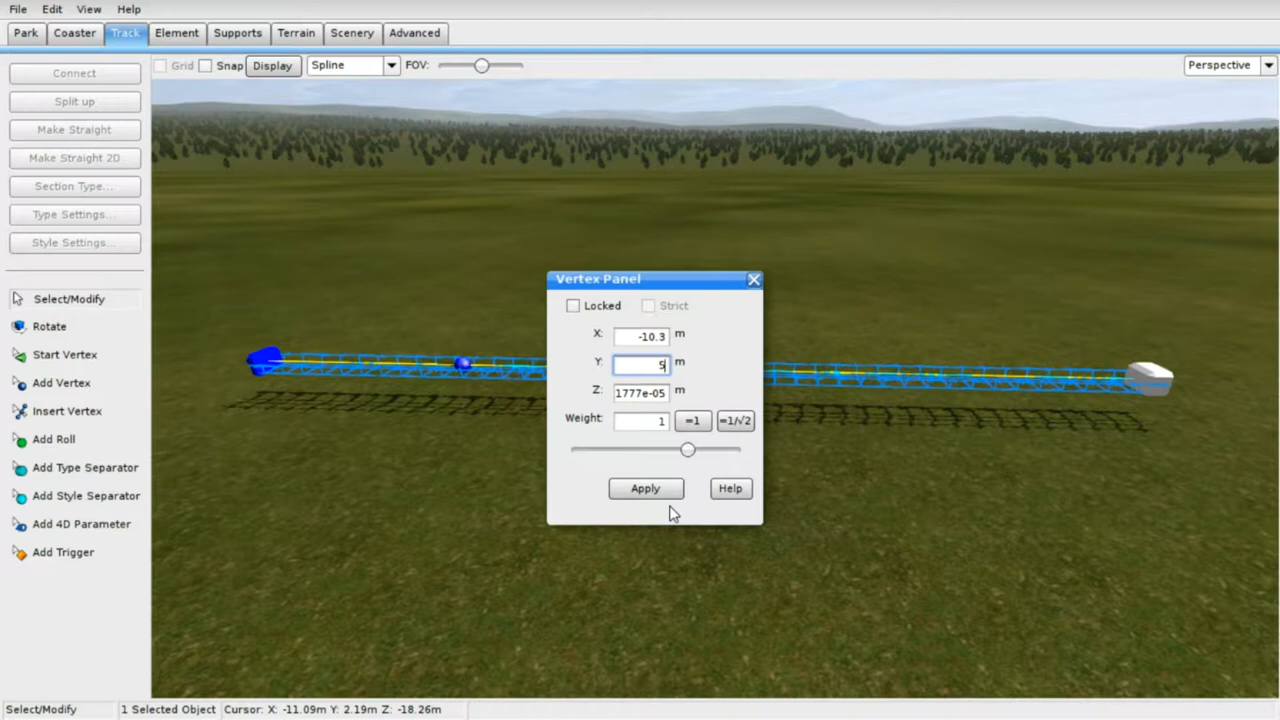 File Edit View Help
Park Coaster Track Element Supports Terrain Scenery Advanced
Grid Snap Display Spline FOV: Perspective
Connect
Split up
Make Straight
Make Straight 2D
Section Type...
Type Settings...
Style Settings...
Select/Modify
Rotate
Start Vertex
Add Vertex
Insert Vertex
Add Roll
Add Type Separator
Add Style Separator
Add 4D Parameter
Add Trigger
Vertex Panel
Locked Strict
X: -10.3 m
Y: 5 m
Z: 1777e-05 m
Weight: 1 =1 =1/√2
Apply Help
Select/Modify 1 Selected Object Cursor: X: -11.09m Y: 2.19m Z: -18.26m